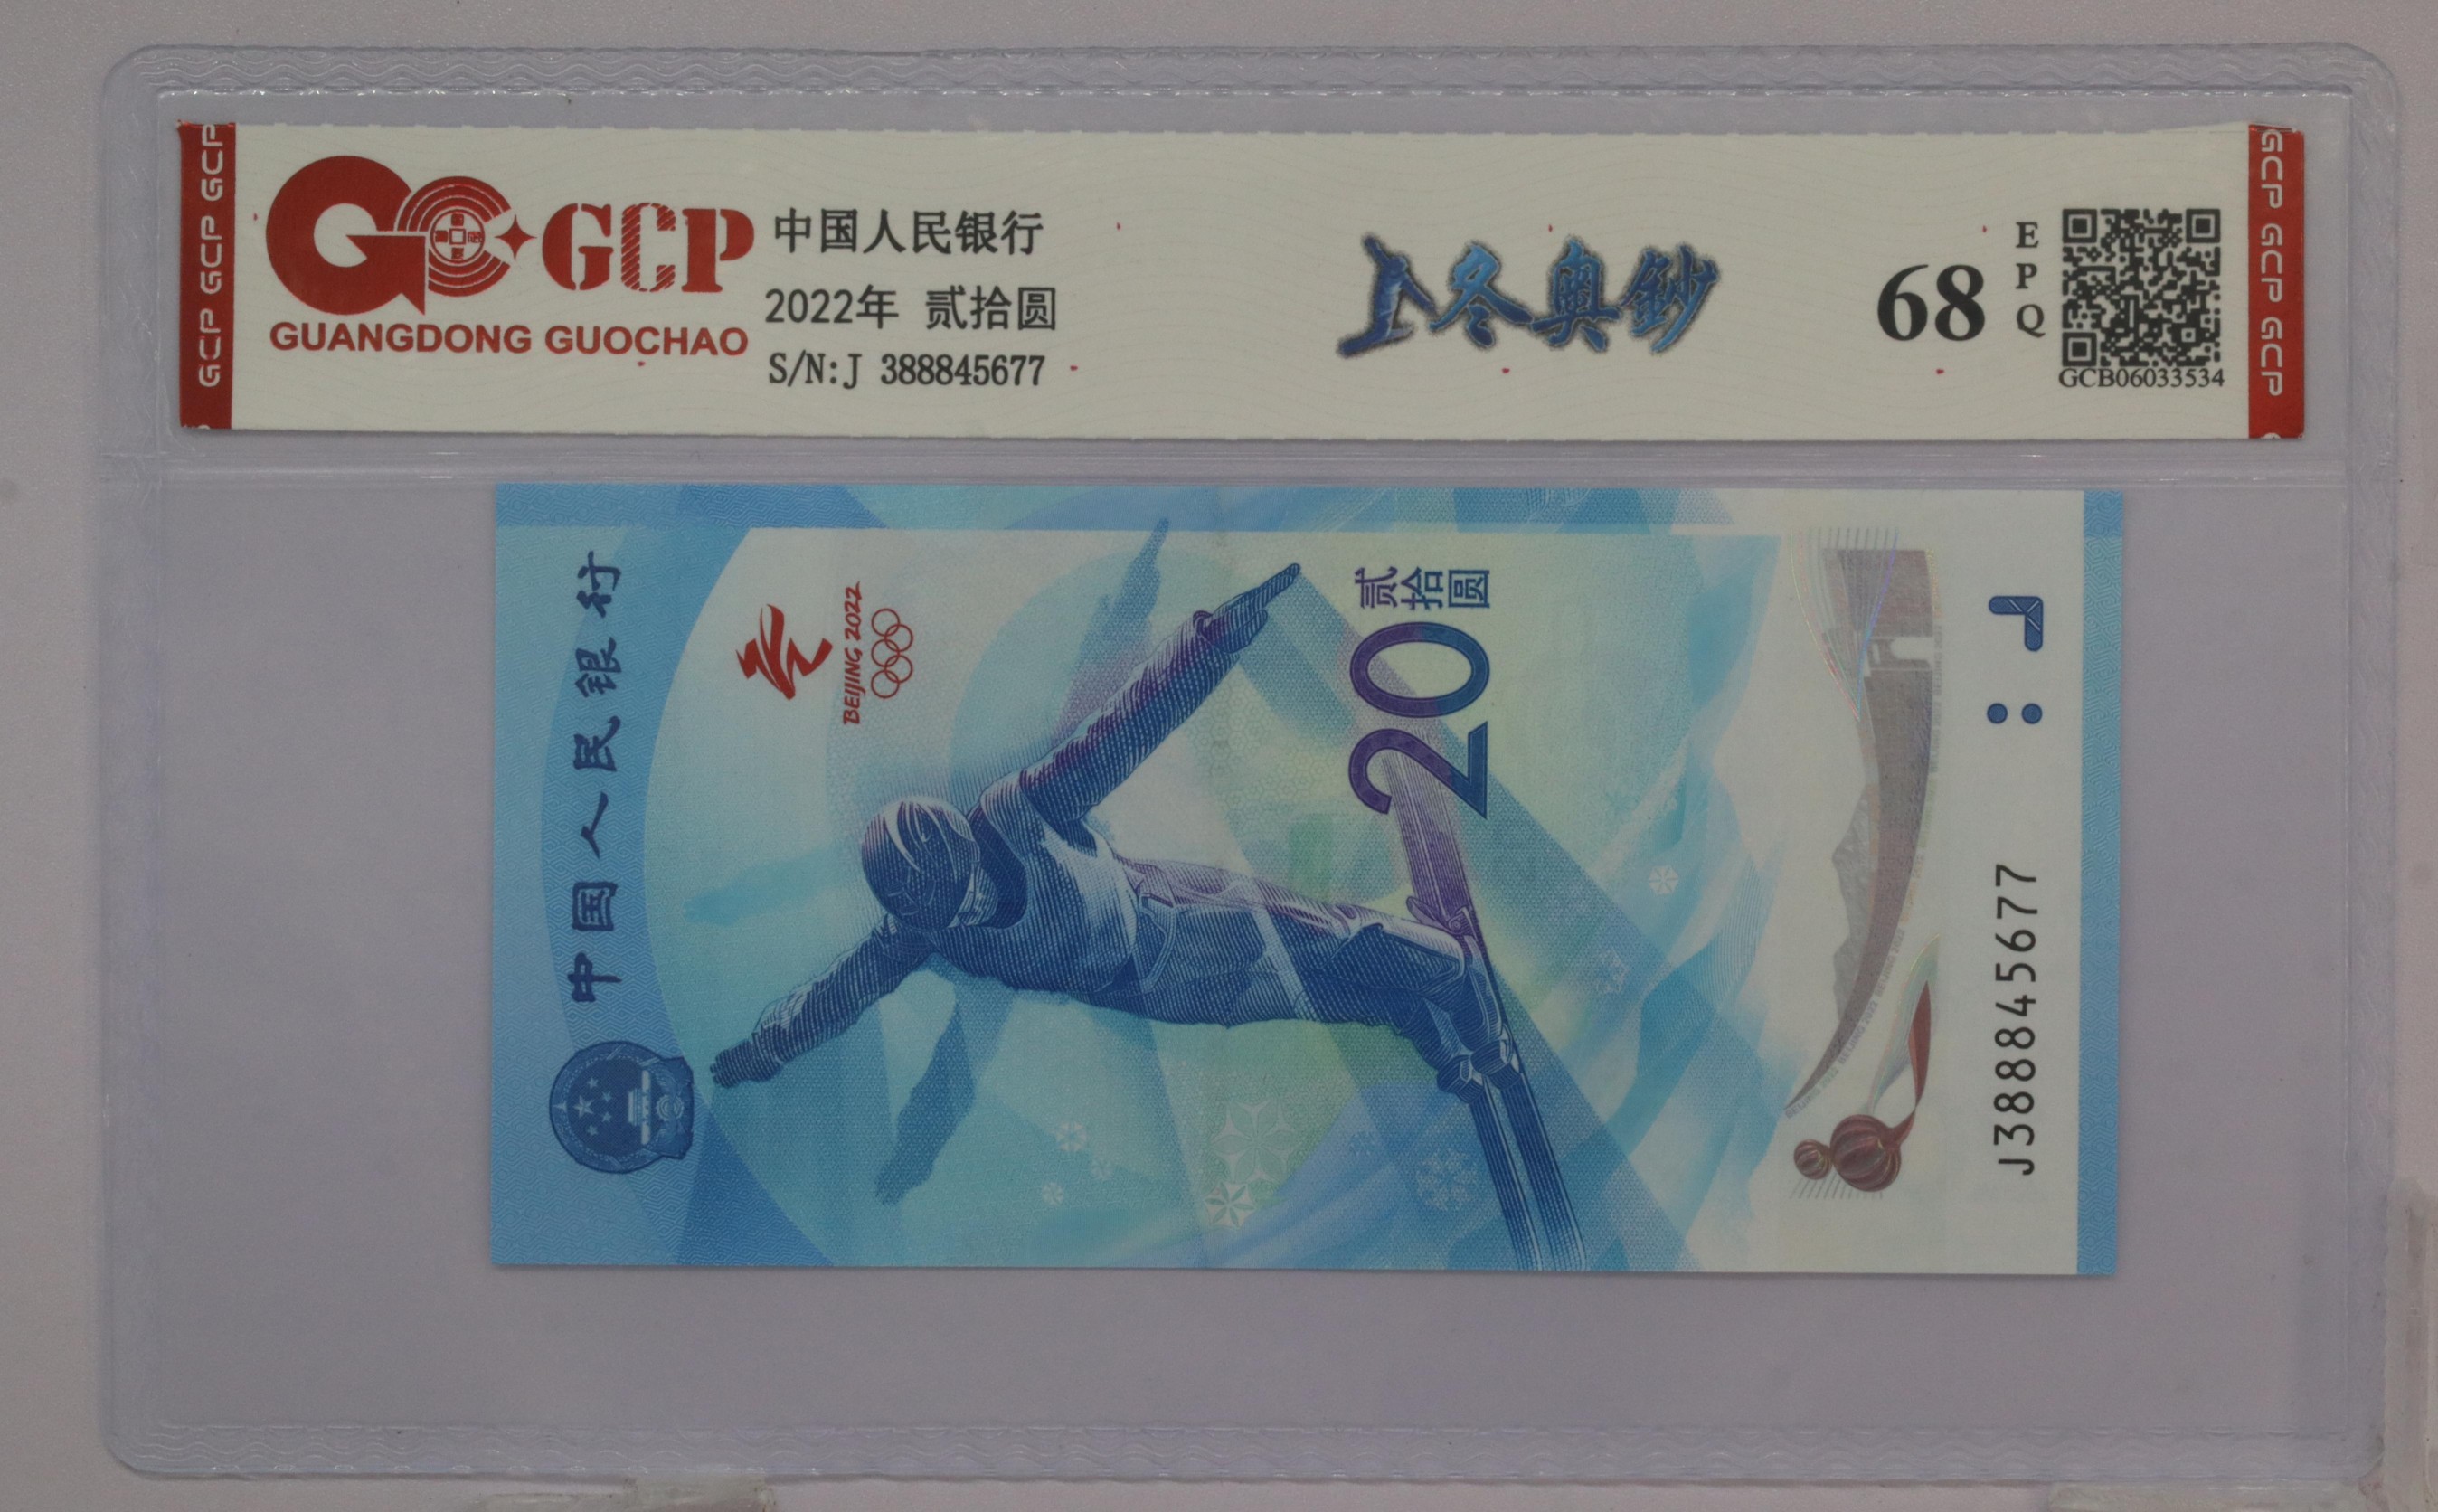 GCP GCP GCP
GCP
GUANGDONG GUOCHAO
中国人民银行
2022年 贰拾圆
S/N:J 388845677
冬奥鈔
68
EPQ
GCB06033534
GCP GCP GCP
中国人民银行
BEIJING 2022
贰拾圆
20
J388845677